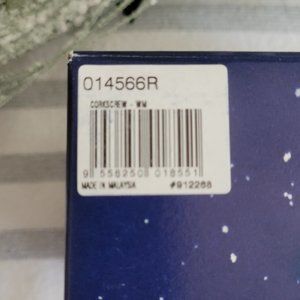 014566R
CORKSCREW - WM
9 556250 018551
MADE IN MALAYSIA #912268